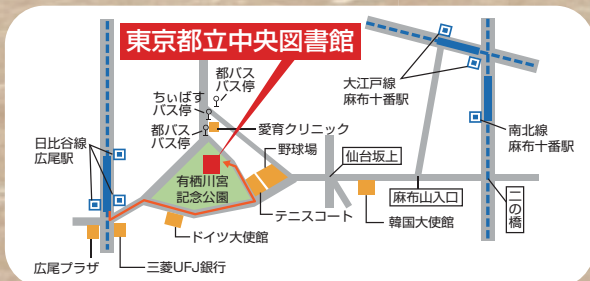 東京都立中央図書館
都バス
バス停
ちぃばす
バス停
都バス
バス停
愛育クリニック
大江戸線
麻布十番駅
南北線
麻布十番駅
日比谷線
広尾駅
野球場
仙台坂上
有栖川宮
記念公園
麻布山入口
二の橋
テニスコート
韓国大使館
ドイツ大使館
広尾プラザ
三菱UFJ銀行